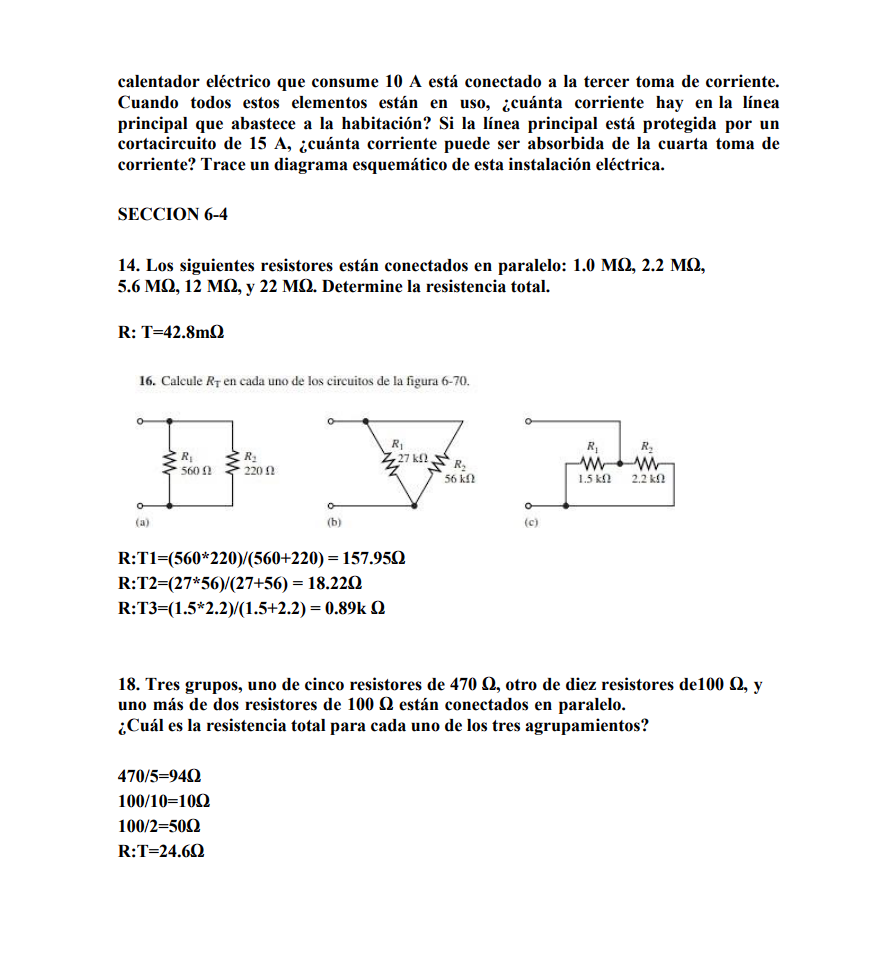 calentador eléctrico que consume 10 A está conectado a la tercer toma de corriente.
Cuando todos estos elementos están en uso, ¿cuánta corriente hay en la línea
principal que abastece a la habitación? Si la línea principal está protegida por un
cortacircuito de 15 A, ¿cuánta corriente puede ser absorbida de la cuarta toma de
corriente? Trace un diagrama esquemático de esta instalación eléctrica.
SECCION 6-4
14. Los siguientes resistores están conectados en paralelo: 1.0 MΩ, 2.2 MΩ,
5.6 MΩ, 12 MΩ, y 22 MΩ. Determine la resistencia total.
R: T=42.8mΩ
16. Calcule RT en cada uno de los circuitos de la figura 6-70.
R1
560 Ω
R2
220 Ω
(a)
R1
27 kΩ
R2
56 kΩ
(b)
R1
1.5 kΩ
R2
2.2 kΩ
(c)
R:T1=(560*220)/(560+220) = 157.95Ω
R:T2=(27*56)/(27+56) = 18.22Ω
R:T3=(1.5*2.2)/(1.5+2.2) = 0.89k Ω
18. Tres grupos, uno de cinco resistores de 470 Ω, otro de diez resistores de100 Ω, y
uno más de dos resistores de 100 Ω están conectados en paralelo.
¿Cuál es la resistencia total para cada uno de los tres agrupamientos?
470/5=94Ω
100/10=10Ω
100/2=50Ω
R:T=24.6Ω